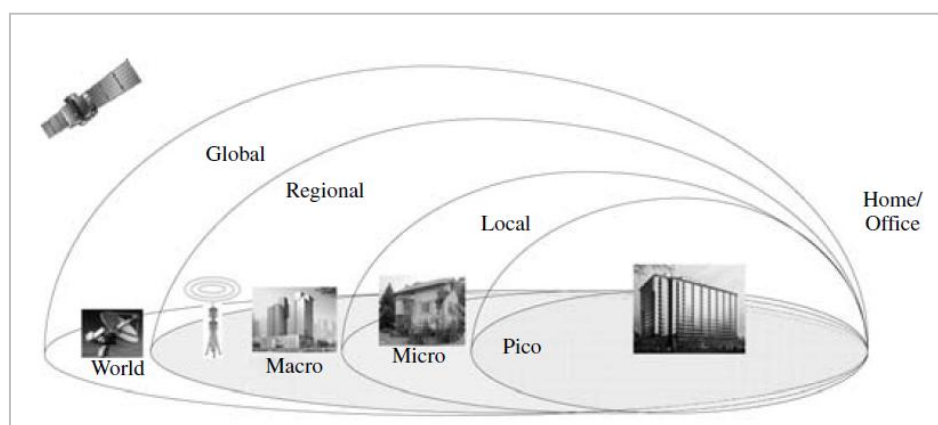 Global
Regional
Local
Home/
Office
World
Macro
Micro
Pico